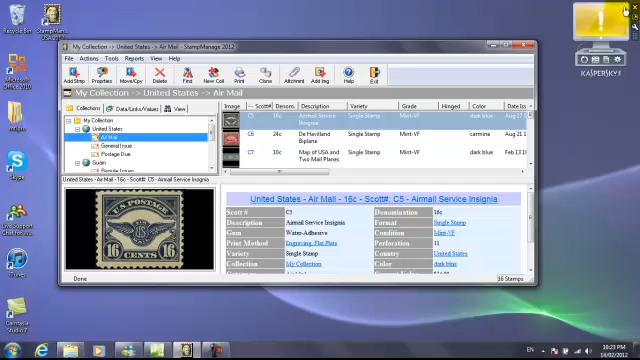 Recycle Bin
StampMan...
USA 20...
Microsoft Office 2010
mflpro
Skype
Live Support
Chat for W...
iTunes
Camtasia Studio 7
KASPERSKY
My Collection -> United States -> Air Mail - StampManage 2012
File Actions Reports View Tools Help
Add Stmp Properties Move/Cpy Delete Find New Coll Print Clone Attchmnt Add Img Help Exit
My Collection -> United States -> Air Mail
Collections Data/Links/Values View
My Collection
United States
Air Mail
General Issue
Postage Due
Guam
Image Scott# Denom. Description Variety Grade Hinged Color Date Iss
C5 16c Airmail Service Insignia Single Stamp Mint-VF dark blue Aug 17
C6 24c De Havilland Biplane Single Stamp Mint-VF carmine Aug 21
C7 10c Map of USA and Two Mail Planes Single Stamp Mint-VF dark blue Feb 13
United States - Air Mail - 16c - Scott#: C5 - Airmail Service Insignia
U.S. POSTAGE
16 16
CENTS
United States - Air Mail - 16c - Scott#: C5 - Airmail Service Insignia
Scott # C5 Denomination 16c
Description Airmail Service Insignia Format Single Stamp
Gum Water-Adhesive Condition Mint-VF
Print Method Engraving, Flat Plate Perforation 11
Variety Single Stamp Country United States
Collection My Collection Color dark blue
Done
16 Stamps
EN
10:23 PM
14/02/2012